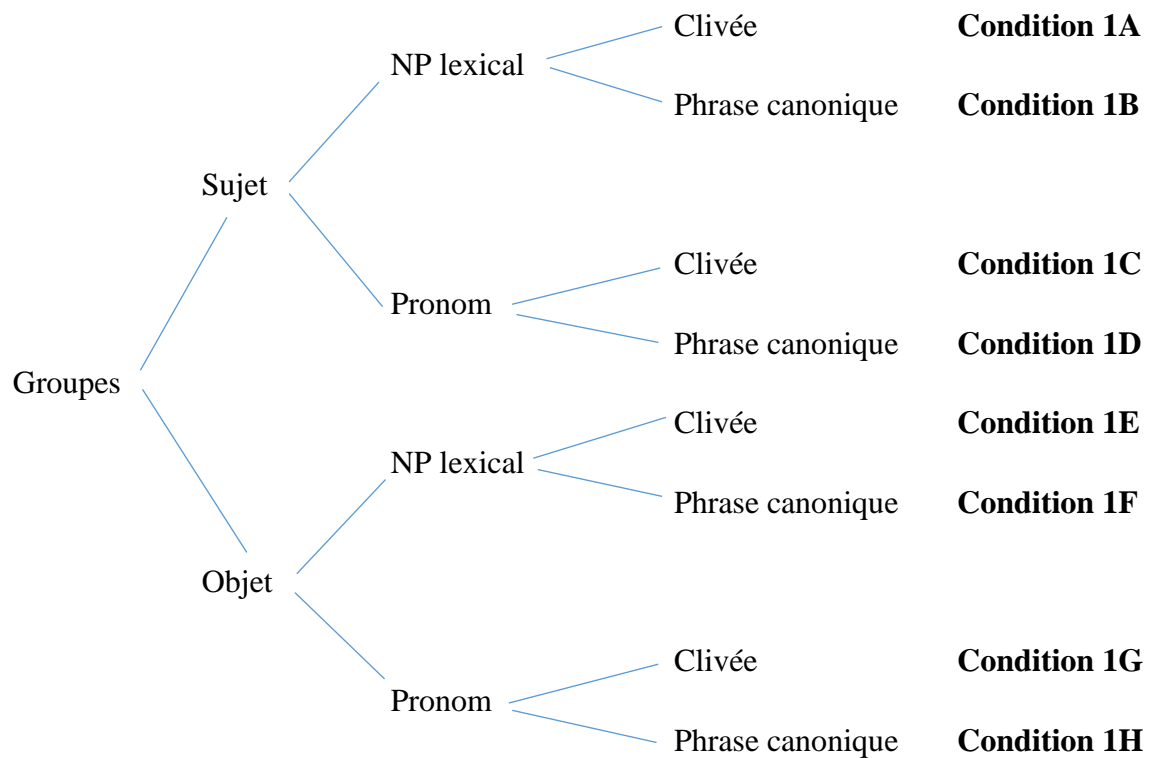 Clivée Condition 1A
NP lexical
Phrase canonique Condition 1B
Sujet
Clivée Condition 1C
Pronom
Phrase canonique Condition 1D
Groupes
Clivée Condition 1E
NP lexical
Phrase canonique Condition 1F
Objet
Clivée Condition 1G
Pronom
Phrase canonique Condition 1H